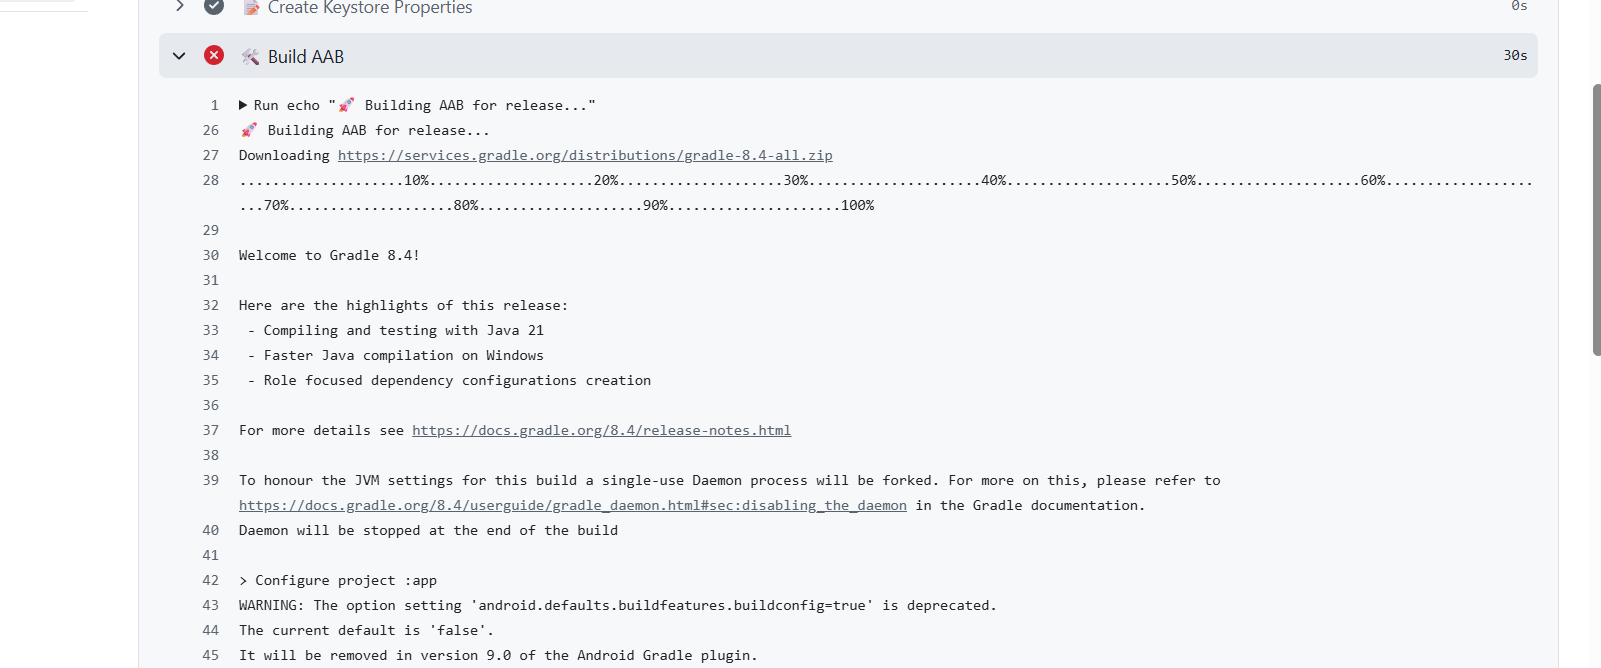 Create Keystore Properties 0s
Build AAB 30s
1 Run echo "🚀 Building AAB for release..."
26 🚀 Building AAB for release...
27 Downloading https://services.gradle.org/distributions/gradle-8.4-all.zip
28 ....................10%....................20%....................30%.....................40%....................50%....................60%..................
...70%....................80%....................90%.....................100%
29
30 Welcome to Gradle 8.4!
31
32 Here are the highlights of this release:
33 - Compiling and testing with Java 21
34 - Faster Java compilation on Windows
35 - Role focused dependency configurations creation
36
37 For more details see https://docs.gradle.org/8.4/release-notes.html
38
39 To honour the JVM settings for this build a single-use Daemon process will be forked. For more on this, please refer to
https://docs.gradle.org/8.4/userguide/gradle_daemon.html#sec:disabling_the_daemon in the Gradle documentation.
40 Daemon will be stopped at the end of the build
41
42 > Configure project :app
43 WARNING: The option setting 'android.defaults.buildfeatures.buildconfig=true' is deprecated.
44 The current default is 'false'.
45 It will be removed in version 9.0 of the Android Gradle plugin.